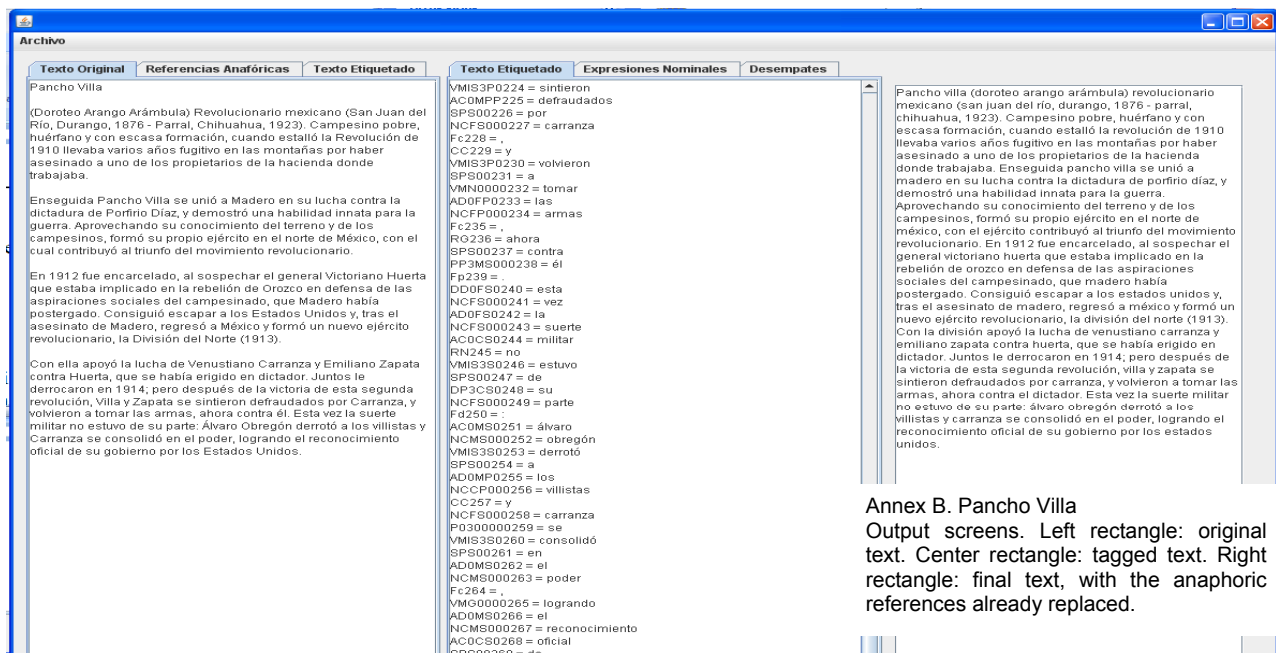 Archivo
Texto Original Referencias Anafóricas Texto Etiquetado
Pancho Villa
(Doroteo Arango Arámbula) Revolucionario mexicano (San Juan del
Río, Durango, 1876 - Parral, Chihuahua, 1923). Campesino pobre,
huérfano y con escasa formación, cuando estalló la Revolución de
1910 llevaba varios años fugitivo en las montañas por haber
asesinado a uno de los propietarios de la hacienda donde
trabajaba.
Enseguida Pancho Villa se unió a Madero en su lucha contra la
dictadura de Porfirio Díaz, y demostró una habilidad innata para la
guerra. Aprovechando su conocimiento del terreno y de los
campesinos, formó su propio ejército en el norte de México, con el
cual contribuyó al triunfo del movimiento revolucionario.
En 1912 fue encarcelado, al sospechar el general Victoriano Huerta
que estaba implicado en la rebelión de Orozco en defensa de las
aspiraciones sociales del campesinado, que Madero había
postergado. Consiguió escapar a los Estados Unidos y, tras el
asesinato de Madero, regresó a México y formó un nuevo ejército
revolucionario, la División del Norte (1913).
Con ella apoyó la lucha de Venustiano Carranza y Emiliano Zapata
contra Huerta, que se había erigido en dictador. Juntos le
derrocaron en 1914; pero después de la victoria de esta segunda
revolución, Villa y Zapata se sintieron defraudados por Carranza, y
volvieron a tomar las armas, ahora contra él. Esta vez la suerte
militar no estuvo de su parte: Álvaro Obregón derrotó a los villistas y
Carranza se consolidó en el poder, logrando el reconocimiento
oficial de su gobierno por los Estados Unidos.
Texto Etiquetado Expresiones Nominales Desempates
VMIS3P0224 = sintieron
AC0MPP225 = defraudados
SPS00226 = por
NCFS000227 = carranza
Fc228 = ,
CC229 = y
VMIS3P0230 = volvieron
SPS00231 = a
VMN0000232 = tomar
AD0FP0233 = las
NCFP000234 = armas
Fc235 = ,
RG236 = ahora
SPS00237 = contra
PP3MS000238 = él
Fp239 = .
DD0FS0240 = esta
NCFS000241 = vez
AD0FS0242 = la
NCFS000243 = suerte
AC0CS0244 = militar
RN245 = no
VMIS3S0246 = estuvo
SPS00247 = de
DP3CS0248 = su
NCFS000249 = parte
Fd250 = :
AC0MS0251 = álvaro
NCMS000252 = obregón
VMIS3S0253 = derrotó
SPS00254 = a
AD0MP0255 = los
NCCP000256 = villistas
CC257 = y
NCFS000258 = carranza
P0300000259 = se
VMIS3S0260 = consolidó
SPS00261 = en
AD0MS0262 = el
NCMS000263 = poder
Fc264 = ,
VMG0000265 = logrando
AD0MS0266 = el
NCMS000267 = reconocimiento
AC0CS0268 = oficial
Pancho villa (doroteo arango arámbula) revolucionario
mexicano (san juan del río, durango, 1876 - parral,
chihuahua, 1923). Campesino pobre, huérfano y con
escasa formación, cuando estalló la revolución de 1910
llevaba varios años fugitivo en las montañas por haber
asesinado a uno de los propietarios de la hacienda
donde trabajaba. Enseguida pancho villa se unió a
madero en su lucha contra la dictadura de porfirio díaz, y
demostró una habilidad innata para la guerra.
Aprovechando su conocimiento del terreno y de los
campesinos, formó su propio ejército en el norte de
méxico, con el ejército contribuyó al triunfo del movimiento
revolucionario. En 1912 fue encarcelado, al sospechar el
general victoriano huerta que estaba implicado en la
rebelión de orozco en defensa de las aspiraciones
sociales del campesinado, que madero había
postergado. Consiguió escapar a los estados unidos y,
tras el asesinato de madero, regresó a méxico y formó un
nuevo ejército revolucionario, la división del norte (1913).
Con la división apoyó la lucha de venustiano carranza y
emiliano zapata contra huerta, que se había erigido en
dictador. Juntos le derrocaron en 1914; pero después de
la victoria de esta segunda revolución, villa y zapata se
sintieron defraudados por carranza, y volvieron a tomar las
armas, ahora contra el dictador. Esta vez la suerte militar
no estuvo de su parte: álvaro obregón derrotó a los
villistas y carranza se consolidó en el poder, logrando el
reconocimiento oficial de su gobierno por los estados
unidos.
Annex B. Pancho Villa
Output screens. Left rectangle: original
text. Center rectangle: tagged text. Right
rectangle: final text, with the anaphoric
references already replaced.